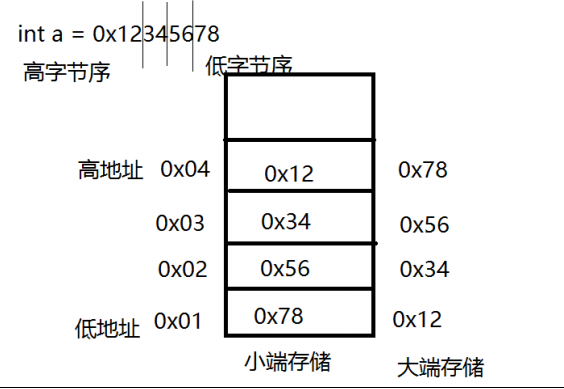 int a = 0x12345678
高字节序 低字节序
高地址 0x04 0x12 0x78
0x03 0x34 0x56
0x02 0x56 0x34
低地址 0x01 0x78 0x12
小端存储 大端存储